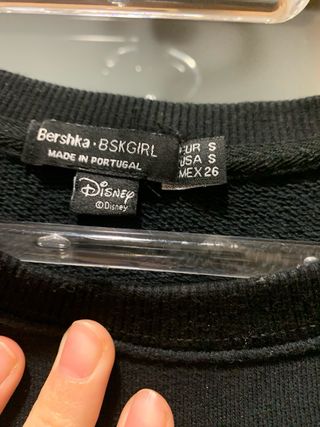 Bershka · BSKGIRL
MADE IN PORTUGAL
EUR S
USA S
MEX 26
Disney
©Disney